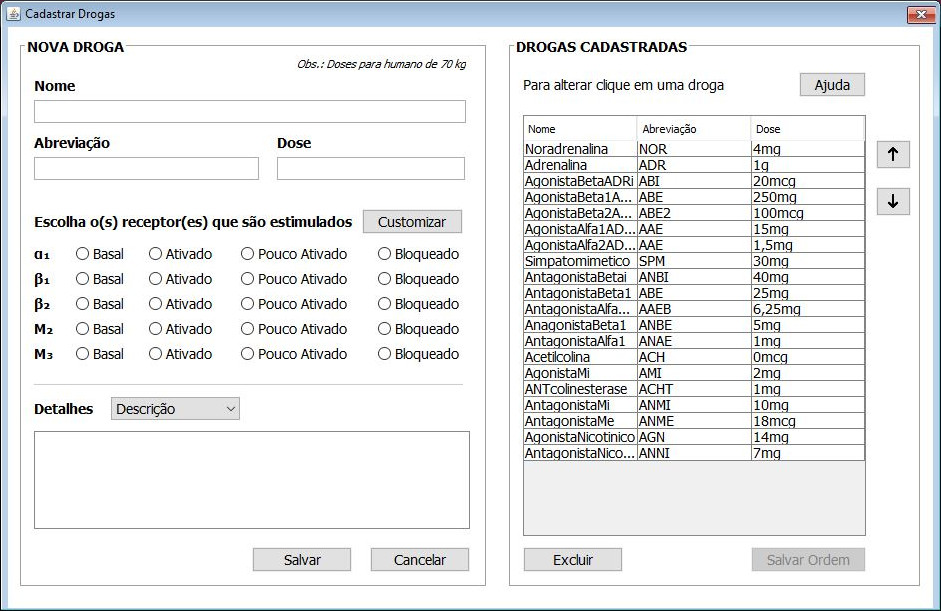 Cadastrar Drogas
NOVA DROGA
Obs.: Doses para humano de 70 kg
Nome
Abreviação Dose
Escolha o(s) receptor(es) que são estimulados Customizar
α₁ Basal Ativado Pouco Ativado Bloqueado
β₁ Basal Ativado Pouco Ativado Bloqueado
β₂ Basal Ativado Pouco Ativado Bloqueado
M₂ Basal Ativado Pouco Ativado Bloqueado
M₃ Basal Ativado Pouco Ativado Bloqueado
Detalhes Descrição
Salvar Cancelar
DROGAS CADASTRADAS
Para alterar clique em uma droga Ajuda
Nome Abreviação Dose
Noradrenalina NOR 4mg
Adrenalina ADR 1g
AgonistaBetaADRi ABI 20mcg
AgonistaBeta1A... ABE 250mg
AgonistaBeta2A... ABE2 100mcg
AgonistaAlfa1AD... AAE 15mg
AgonistaAlfa2AD... AAE 1,5mg
Simpatomimetico SPM 30mg
AntagonistaBetai ANBI 40mg
AntagonistaBeta1 ABE 25mg
AntagonistaAlfa... AAEB 6,25mg
AnagonistaBeta1 ANBE 5mg
AntagonistaAlfa1 ANAE 1mg
Acetilcolina ACH 0mcg
AgonistaMi AMI 2mg
ANTcolinesterase ACHT 1mg
AntagonistaMi ANMI 10mg
AntagonistaMe ANME 18mcg
AgonistaNicotinico AGN 14mg
AntagonistaNico... ANNI 7mg
Excluir Salvar Ordem